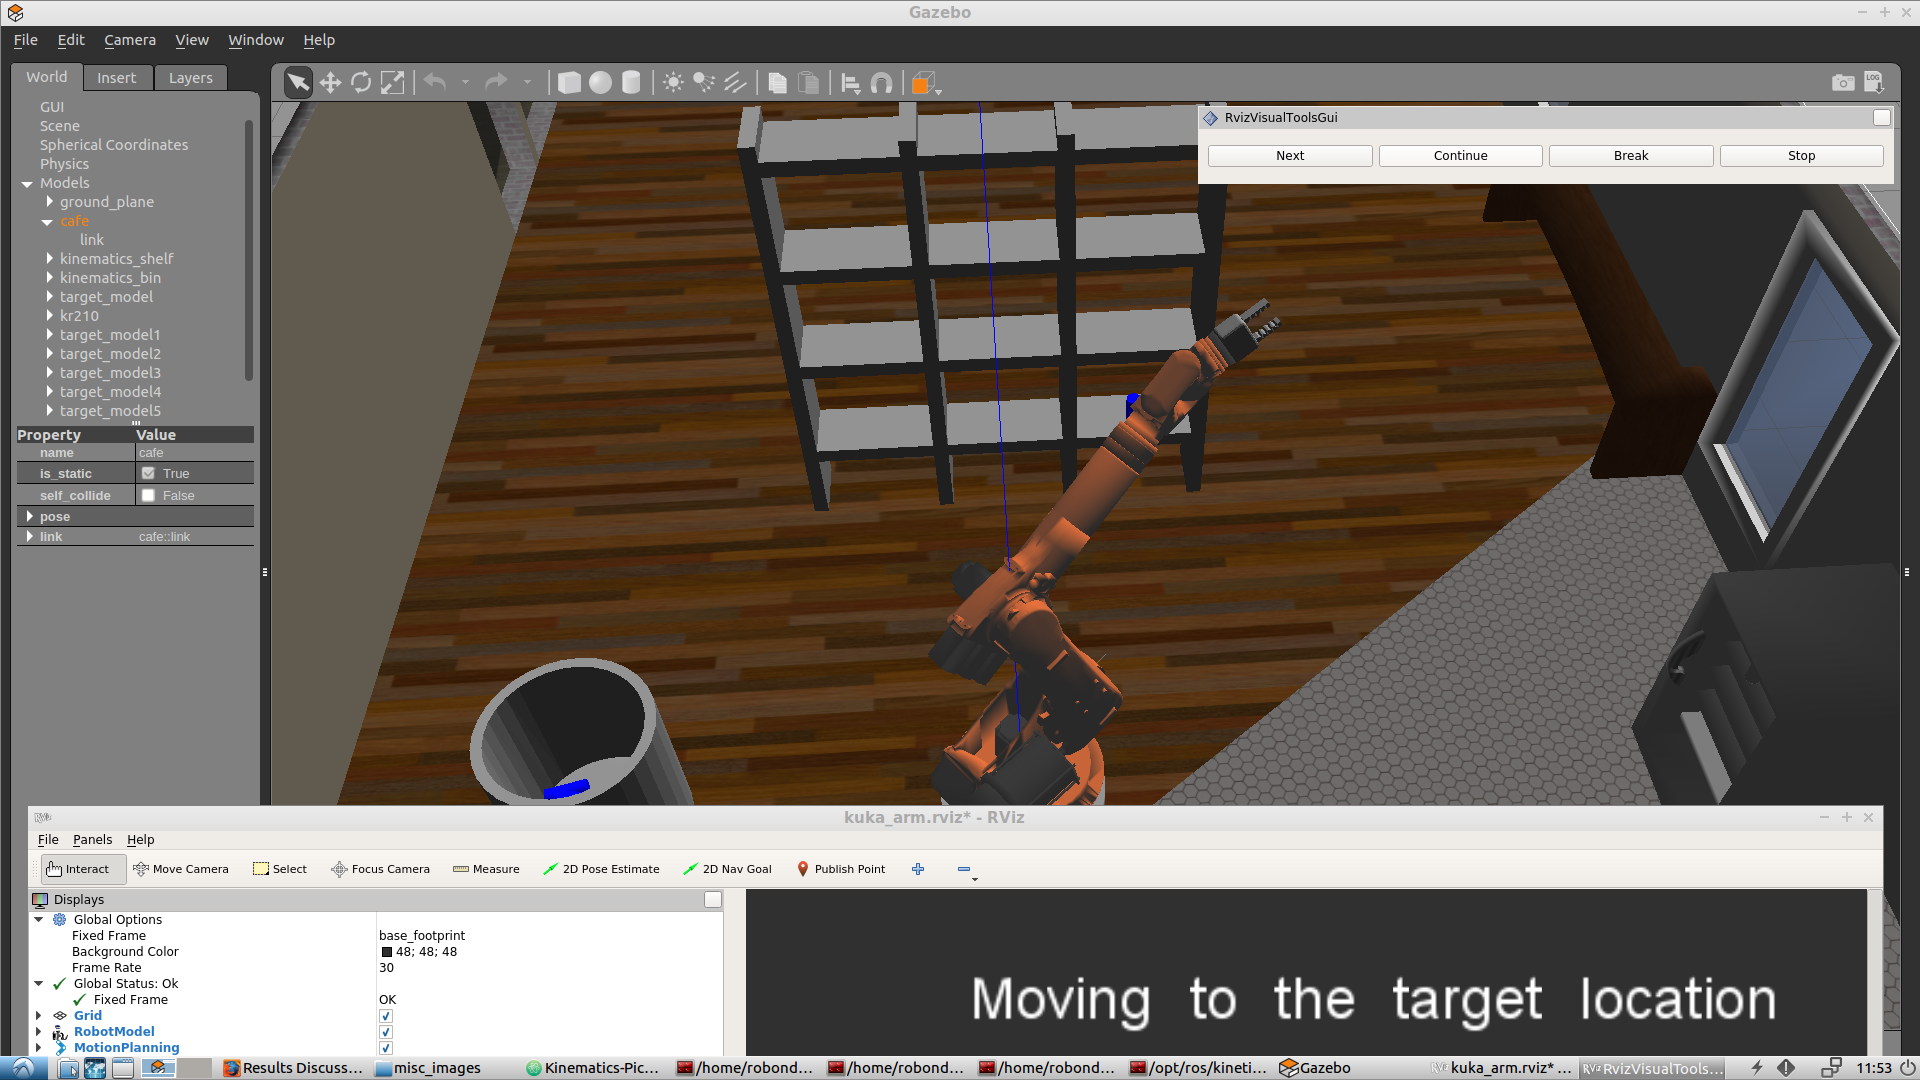 Gazebo
File Edit Camera View Window Help
World Insert Layers
GUI
Scene
Spherical Coordinates
Physics
Models
ground_plane
cafe
link
kinematics_shelf
kinematics_bin
target_model
kr210
target_model1
target_model2
target_model3
target_model4
target_model5
Property Value
name cafe
is_static True
self_collide False
pose
link cafe::link
LOG
RvizVisualToolsGui
Next Continue Break Stop
kuka_arm.rviz* - RViz
File Panels Help
Interact Move Camera Select Focus Camera Measure 2D Pose Estimate 2D Nav Goal Publish Point
Displays
Global Options
Fixed Frame base_footprint
Background Color 48; 48; 48
Frame Rate 30
Global Status: Ok
Fixed Frame OK
Grid
RobotModel
MotionPlanning
Moving to the target location
Results Discuss... misc_images Kinematics-Pic... /home/robond... /home/robond... /home/robond... /opt/ros/kineti... Gazebo kuka_arm.rviz* ... RvizVisualTools... 11:53